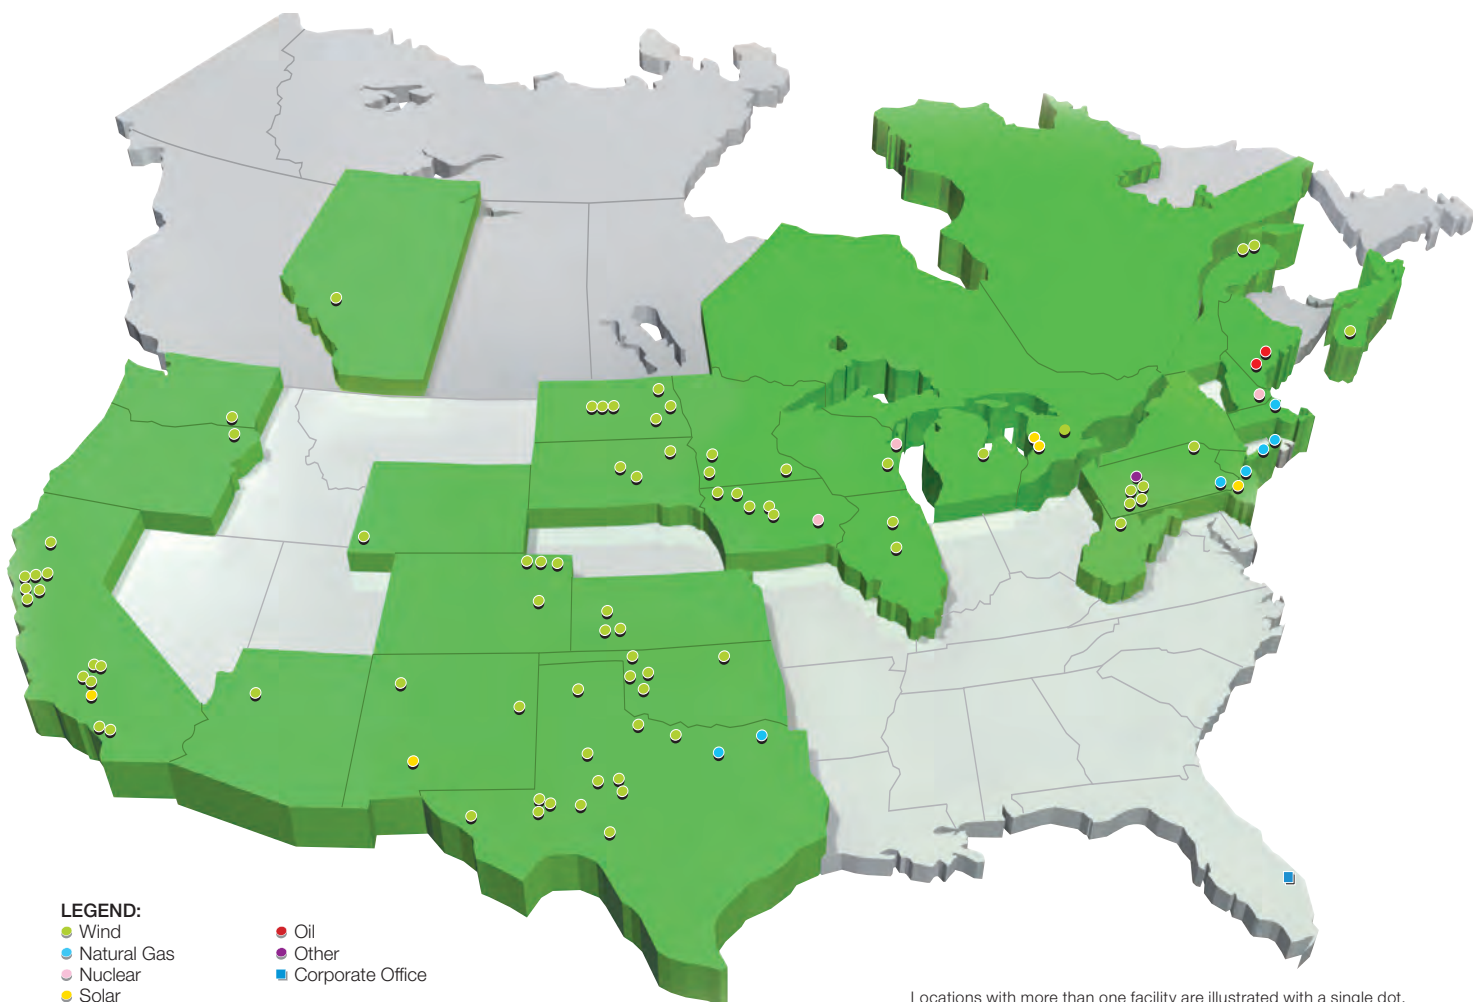 LEGEND:
Wind
Natural Gas
Nuclear
Solar
Oil
Other
Corporate Office
Locations with more than one facility are illustrated with a single dot.